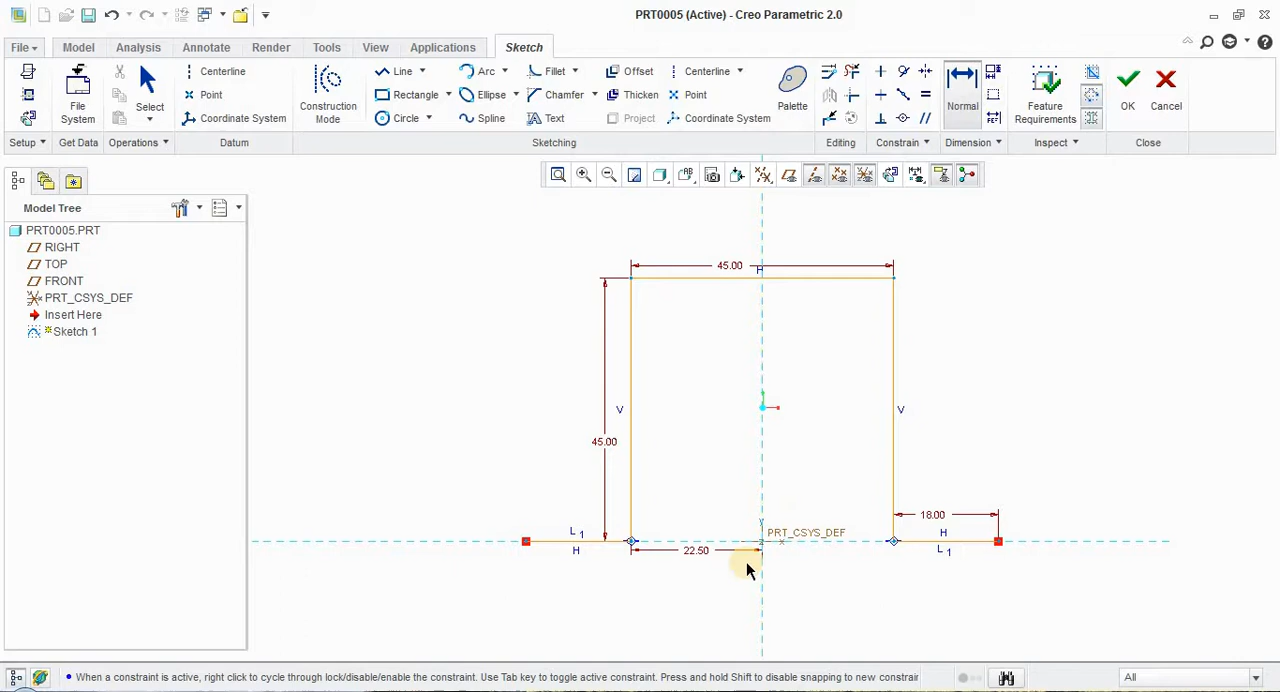 PRT0005 (Active) - Creo Parametric 2.0
File Model Analysis Annotate Render Tools View Applications Sketch
Centerline Line Arc Fillet Offset Centerline
Point Rectangle Ellipse Chamfer Thicken Point
Coordinate System Circle Spline Text Project Coordinate System
File System
Select
Construction Mode
Palette
Normal
Feature Requirements
OK
Cancel
Setup Get Data Operations Datum Sketching Editing Constrain Dimension Inspect Close
Model Tree
PRT0005.PRT
RIGHT
TOP
FRONT
PRT_CSYS_DEF
Insert Here
Sketch 1
45.00
H
V
V
45.00
18.00
Y
PRT_CSYS_DEF
L 1
H
X
H
L 1
22.50
When a constraint is active, right click to cycle through lock/disable/enable the constraint. Use Tab key to toggle active constraint. Press and hold Shift to disable snapping to new constrair
All